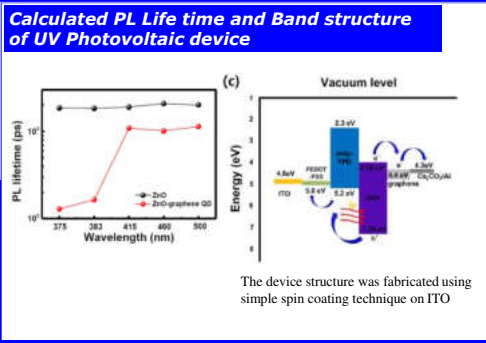 Calculated PL Life time and Band structure
of UV Photovoltaic device
(c)
Vacuum level
PL lifetime (ps)
ZnO
ZnO-graphene QD
375 383 415 460 500
Wavelength (nm)
Energy (eV)
1
2
3
4
5
6
7
8
2.3 eV
4.8eV
ITO
PEDOT
PSS
5.0 eV
5.2 eV
graphene
4.3eV
Cs2CO3/Al
The device structure was fabricated using
simple spin coating technique on ITO